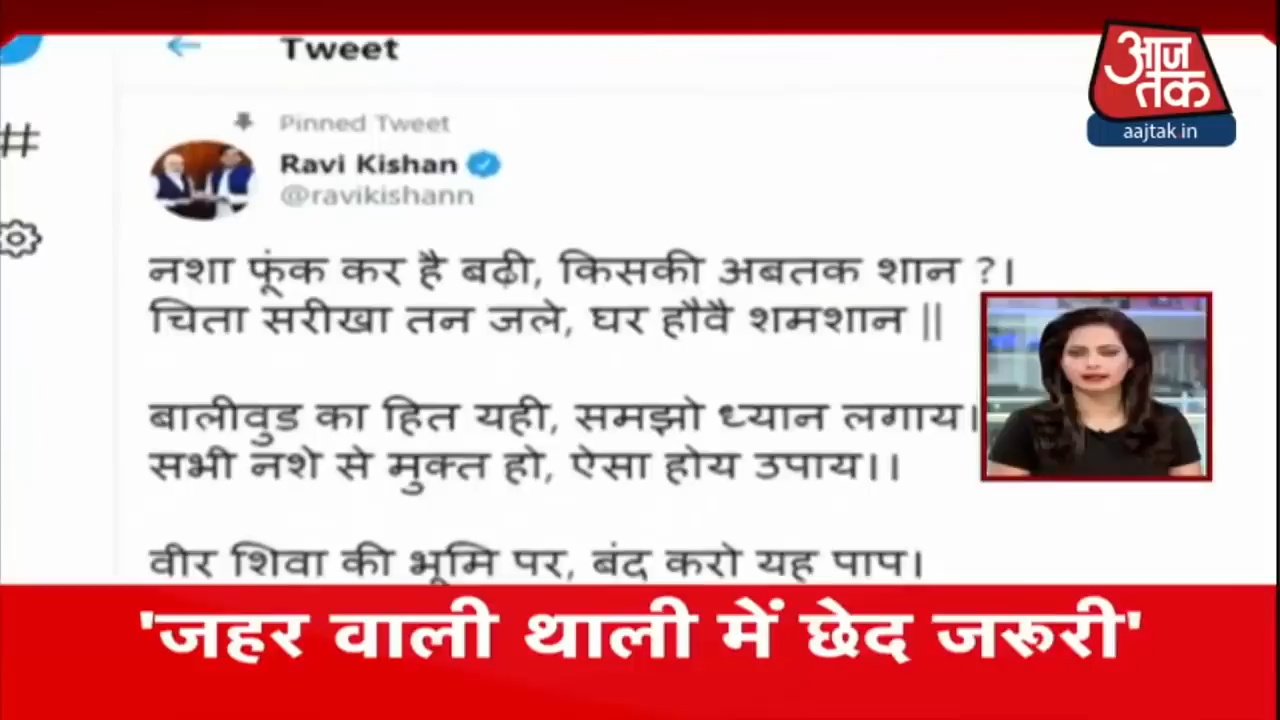 Tweet
आज
तक
aajtak.in
#
Pinned Tweet
Ravi Kishan
@ravikishann
नशा फूंक कर है बढी, किसकी अबतक शान ?।
चिता सरीखा तन जले, घर हौवै शमशान ||
बालीवुड का हित यही, समझो ध्यान लगाय।
सभी नशे से मुक्त हो, ऐसा होय उपाय।।
वीर शिवा की भूमि पर, बंद करो यह पाप।
'जहर वाली थाली में छेद जरूरी'